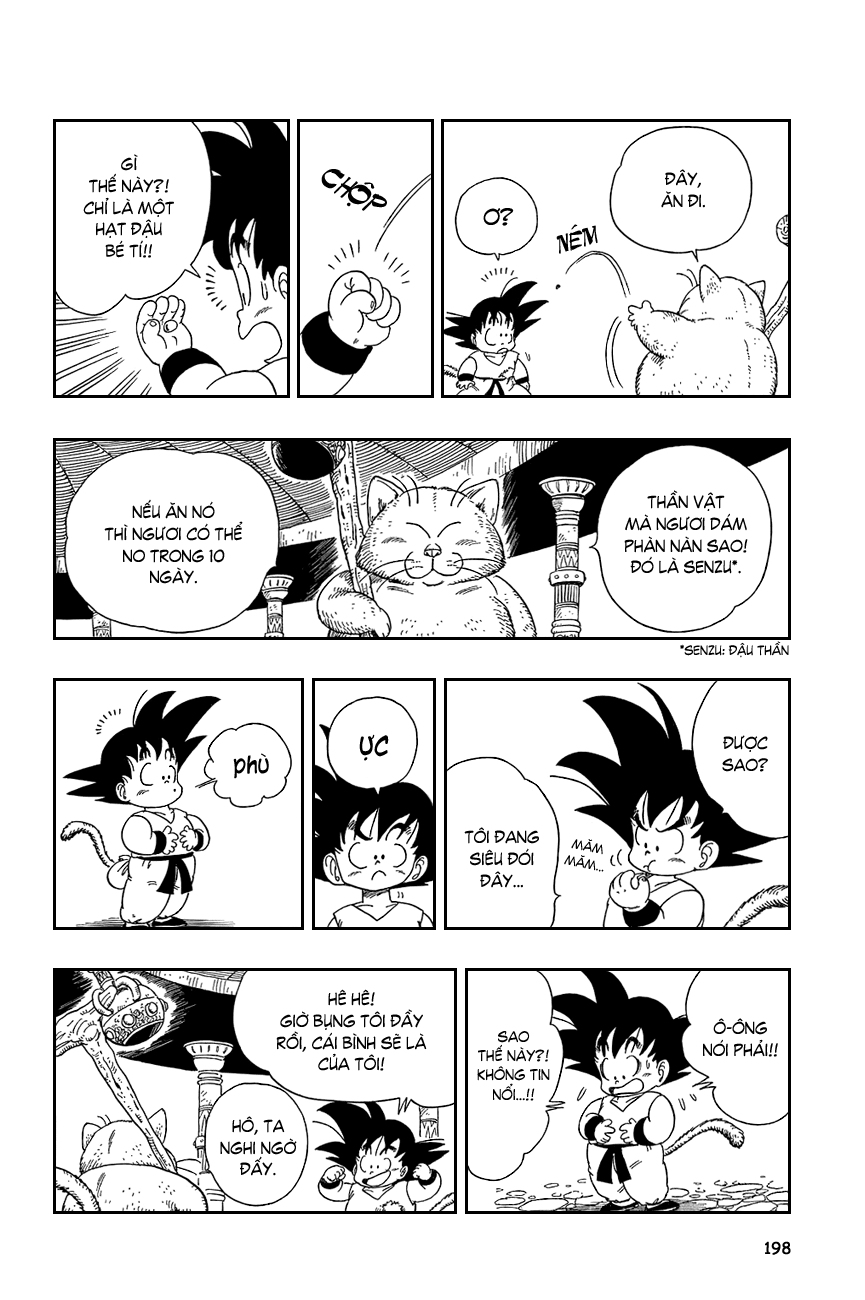 ĐÂY,
ĂN ĐI.
NÉM
Ơ?
CHỘP
GÌ
THẾ NÀY?!
CHỈ LÀ MỘT
HẠT ĐẬU
BÉ TÍ!!
THẦN VẬT
MÀ NGƯƠI DÁM
PHÀN NÀN SAO!
ĐÓ LÀ SENZU*.
NẾU ĂN NÓ
THÌ NGƯƠI CÓ THỂ
NO TRONG 10
NGÀY.
*SENZU: ĐẬU THẦN
ĐƯỢC
SAO?
TÔI ĐANG
SIÊU ĐÓI
ĐÂY...
MĂM
MĂM...
ỰC
PHÙ
Ô-ÔNG
NÓI PHẢI!!
SAO
THẾ NÀY?!
KHÔNG TIN
NỔI...!!
HÊ HÊ!
GIỜ BỤNG TÔI ĐẦY
RỒI, CÁI BÌNH SẼ LÀ
CỦA TÔI!
HÔ, TA
NGHI NGỜ
ĐẤY.
198